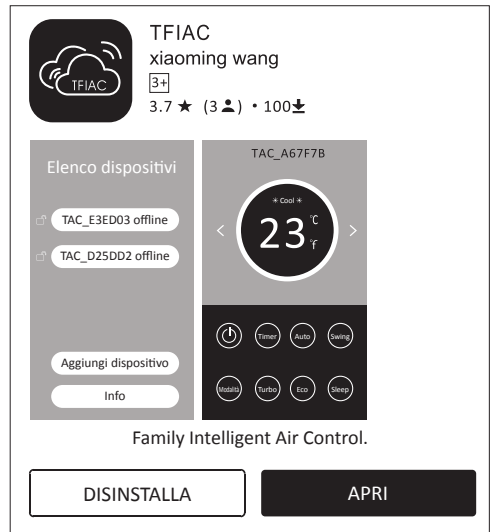 TFIAC
TFIAC
xiaoming wang
3+
3.7 ★ (3) • 100
Elenco dispositivi
TAC_E3ED03 offline
TAC_D25DD2 offline
Aggiungi dispositivo
Info
TAC_A67F7B
✳ Cool ✳
< 23 °C >
°f
Timer Auto Swing
Modalità Turbo Eco Sleep
Family Intelligent Air Control.
DISINSTALLA
APRI